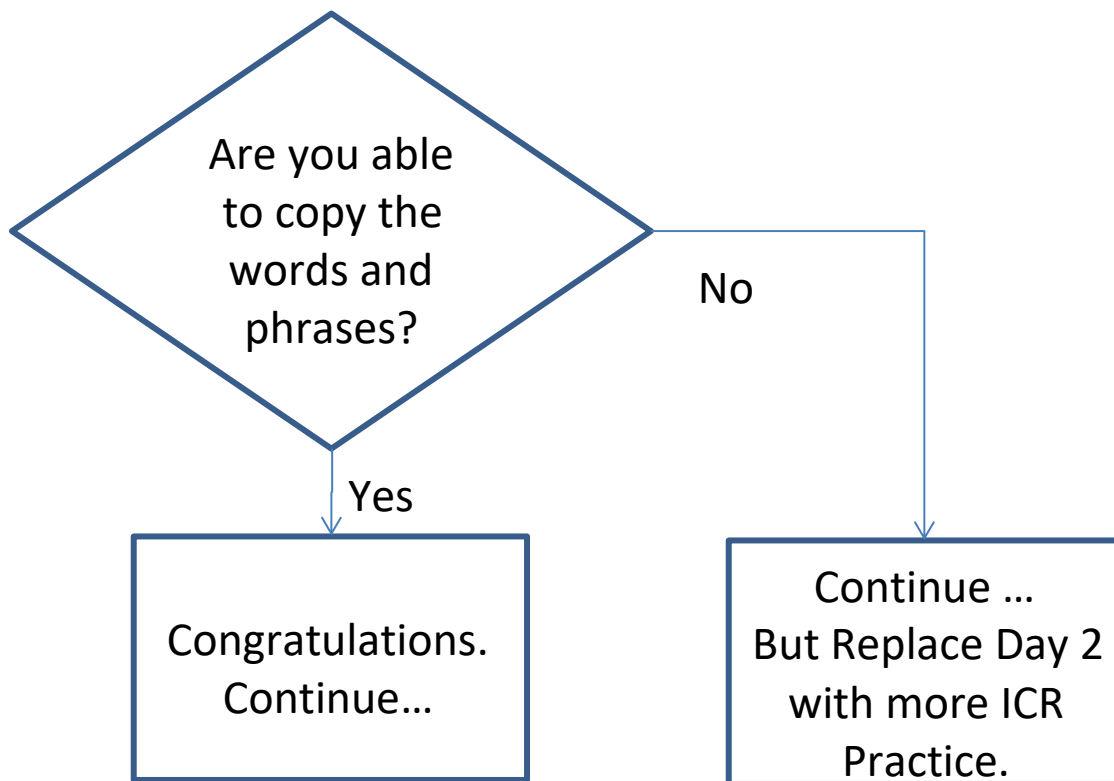 Are you able
to copy the
words and
phrases?
No
Yes
Congratulations.
Continue…
Continue …
But Replace Day 2
with more ICR
Practice.